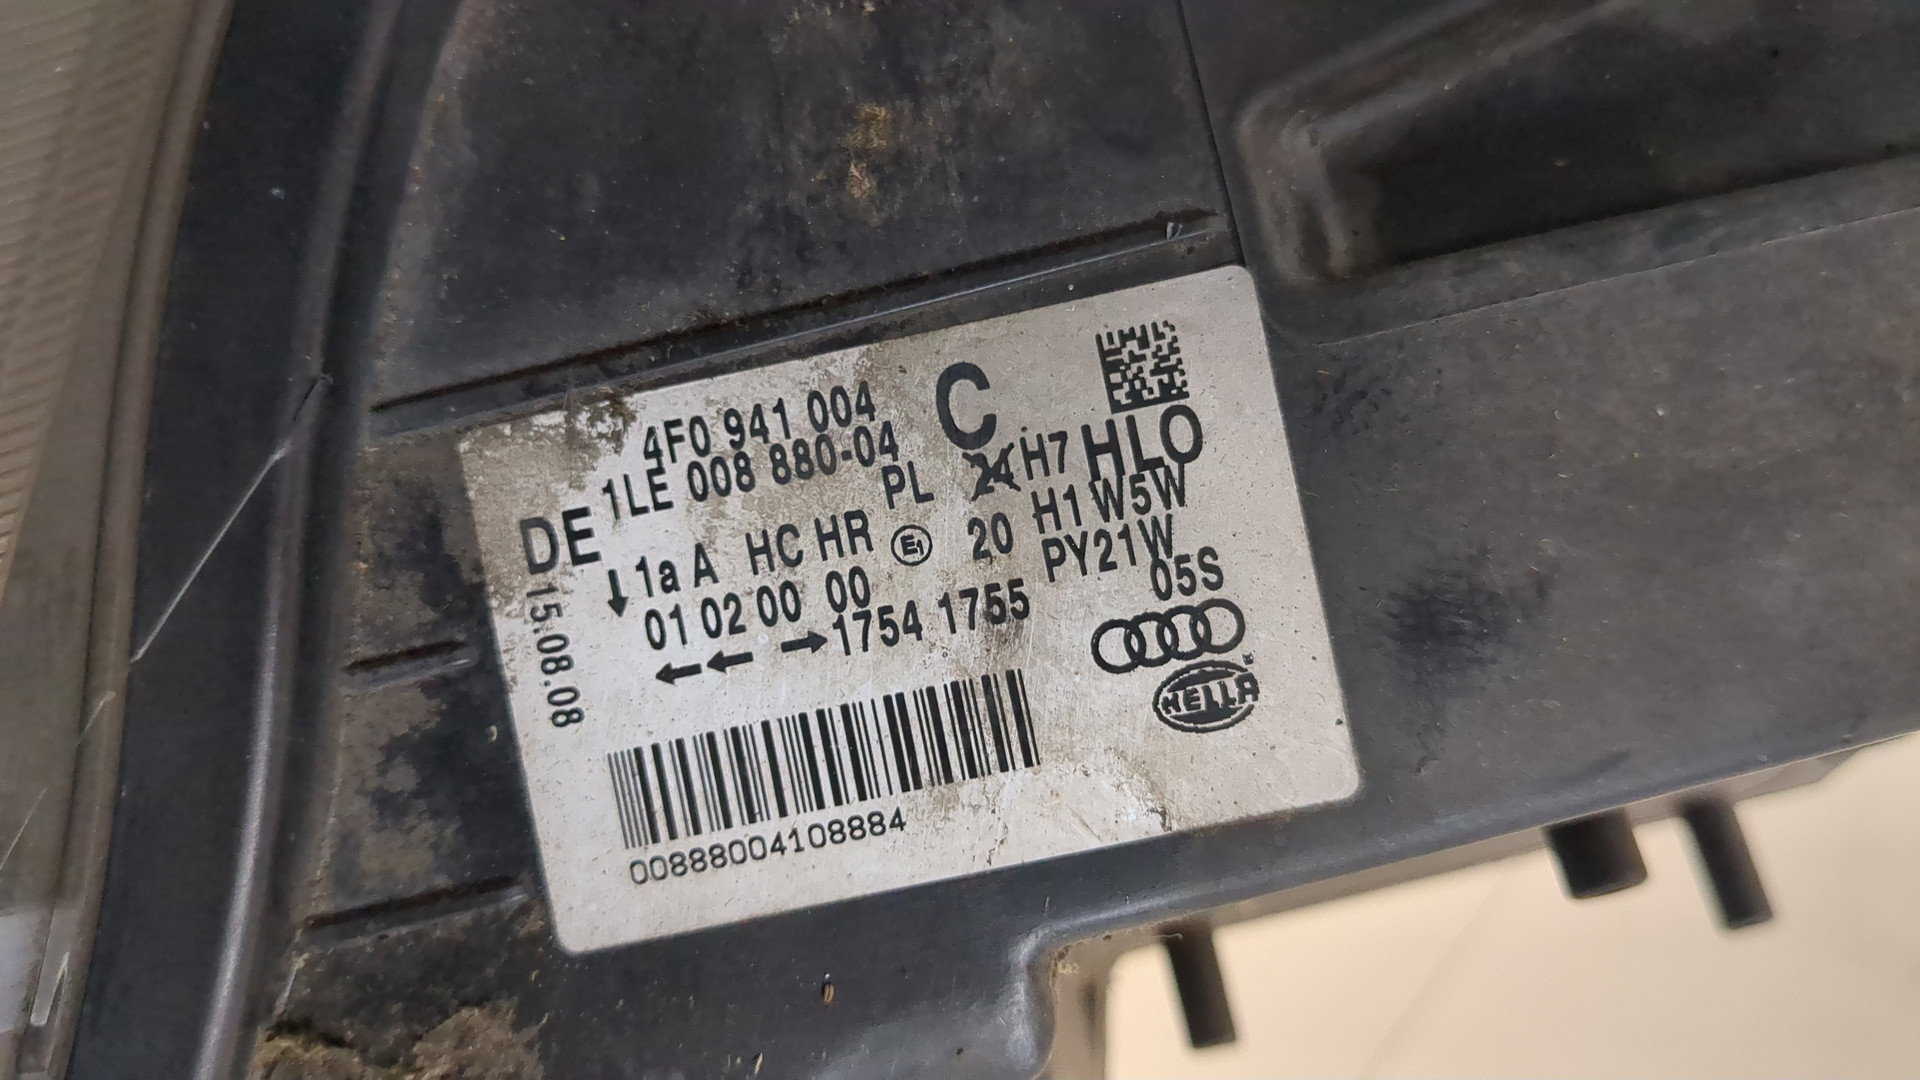 4F0 941 004 C
1LE 008 880-04
DE PL H7 HLO
1a A HC HR E1 20 H1 W5W
01 02 00 00 PY21W
1754 1755 05S
15.08.08
HELLA
00888004108884